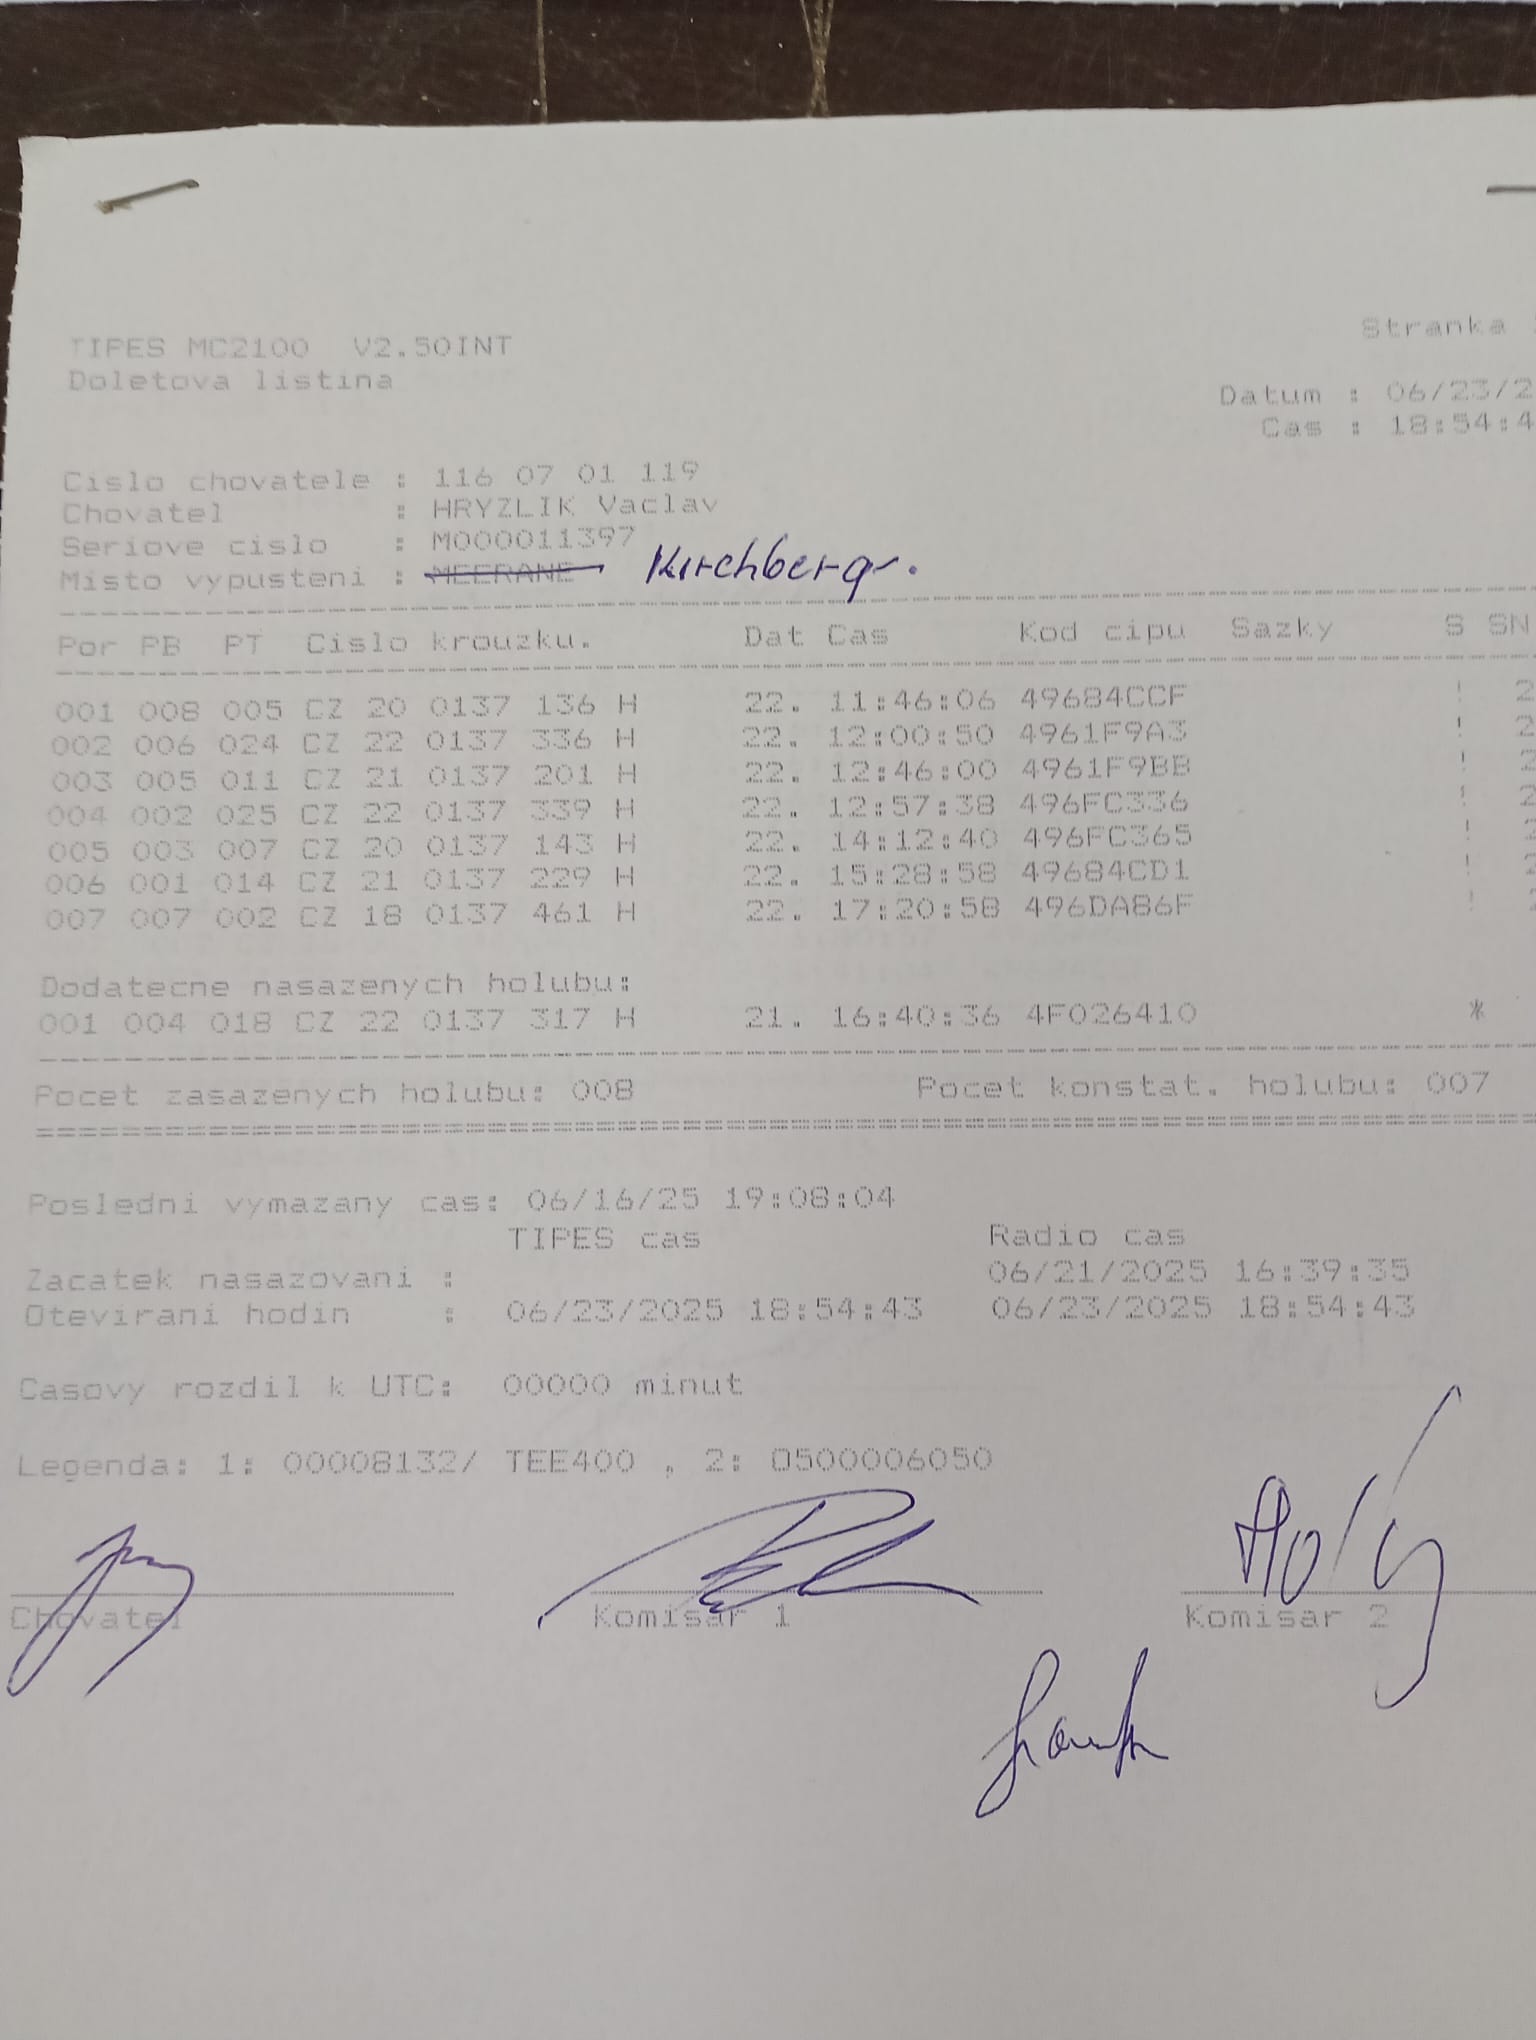 TIPES MC2100 V2.50INT
Stranka
Doletova listina
Datum : 06/23/2
Cas : 18:54:4
Cislo chovatele : 116 07 01 119
Chovatel : HRYZLIK Vaclav
Seriove cislo : M000011397
Misto vypusteni : MEERANE Kirchberg.
Por PB PT Cislo krouzku. Dat Cas Kod cipu Sazky S SN
001 008 005 CZ 20 0137 136 H 22. 11:46:06 49684CCF ! 2
002 006 024 CZ 22 0137 336 H 22. 12:00:50 4961F9A3 ! 2
003 005 011 CZ 21 0137 201 H 22. 12:46:00 4961F9BB ! 2
004 002 025 CZ 22 0137 339 H 22. 12:57:38 496FC336 ! 2
005 003 007 CZ 20 0137 143 H 22. 14:12:40 496FC365 !
006 001 014 CZ 21 0137 229 H 22. 15:28:58 49684CD1 !
007 007 002 CZ 18 0137 461 H 22. 17:20:58 496DA86F !
Dodatecne nasazenych holubu:
001 004 018 CZ 22 0137 317 H 21. 16:40:36 4F026410 *
Pocet zasazenych holubu: 008 Pocet konstat. holubu: 007
Posledni vymazany cas: 06/16/25 19:08:04
TIPES cas Radio cas
Zacatek nasazovani : 06/21/2025 16:39:35
Otevirani hodin : 06/23/2025 18:54:43 06/23/2025 18:54:43
Casovy rozdil k UTC: 00000 minut
Legenda: 1: 00008132/ TEE400 , 2: 0500006050
Chovatel Komisar 1 Komisar 2